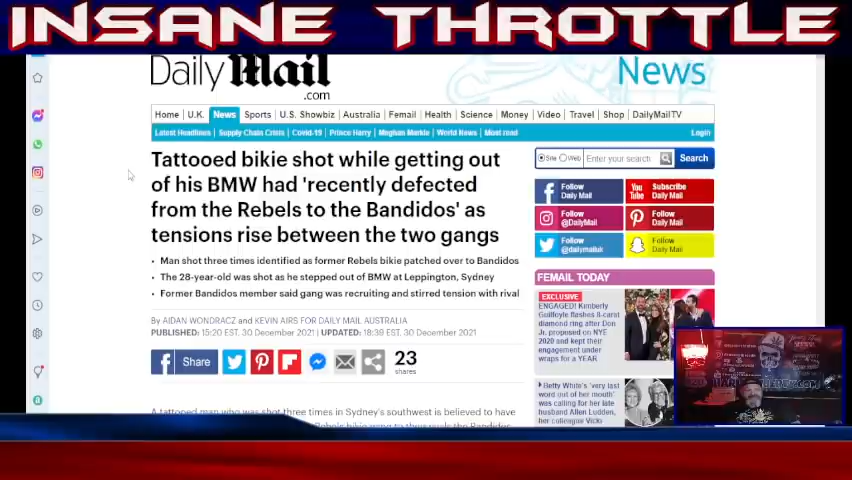 INSANE THROTTLE
Daily Mail
.com
News
Home U.K. News Sports U.S. Showbiz Australia Femail Health Science Money Video Travel Shop DailyMailTV
Latest Headlines Supply Chain Crisis Covid-19 Prince Harry Meghan Markle World News Most read Login
Tattooed bikie shot while getting out
of his BMW had 'recently defected
from the Rebels to the Bandidos' as
tensions rise between the two gangs
Man shot three times identified as former Rebels bikie patched over to Bandidos
The 28-year-old was shot as he stepped out of BMW at Leppington, Sydney
Former Bandidos member said gang was recruiting and stirred tension with rival
By AIDAN WONDRACZ and KEVIN AIRS FOR DAILY MAIL AUSTRALIA
PUBLISHED: 15:20 EST, 30 December 2021 | UPDATED: 18:39 EST, 30 December 2021
Share
23
shares
A tattooed man who was shot three times in Sydney's southwest is believed to have
Site Web Enter your search Search
Follow
Daily Mail
Subscribe
Daily Mail
Follow
@DailyMail
Follow
Daily Mail
Follow
@dailymailuk
Follow
Daily Mail
FEMAIL TODAY
EXCLUSIVE
ENGAGED! Kimberly
Guilfoyle flashes 8-carat
diamond ring after Don
Jr. proposed on NYE
2020 and kept their
engagement under
wraps for a YEAR
Betty White's 'very last
word out of her mouth'
was calling for her late
husband Allen Ludden,
her colleague Vicki